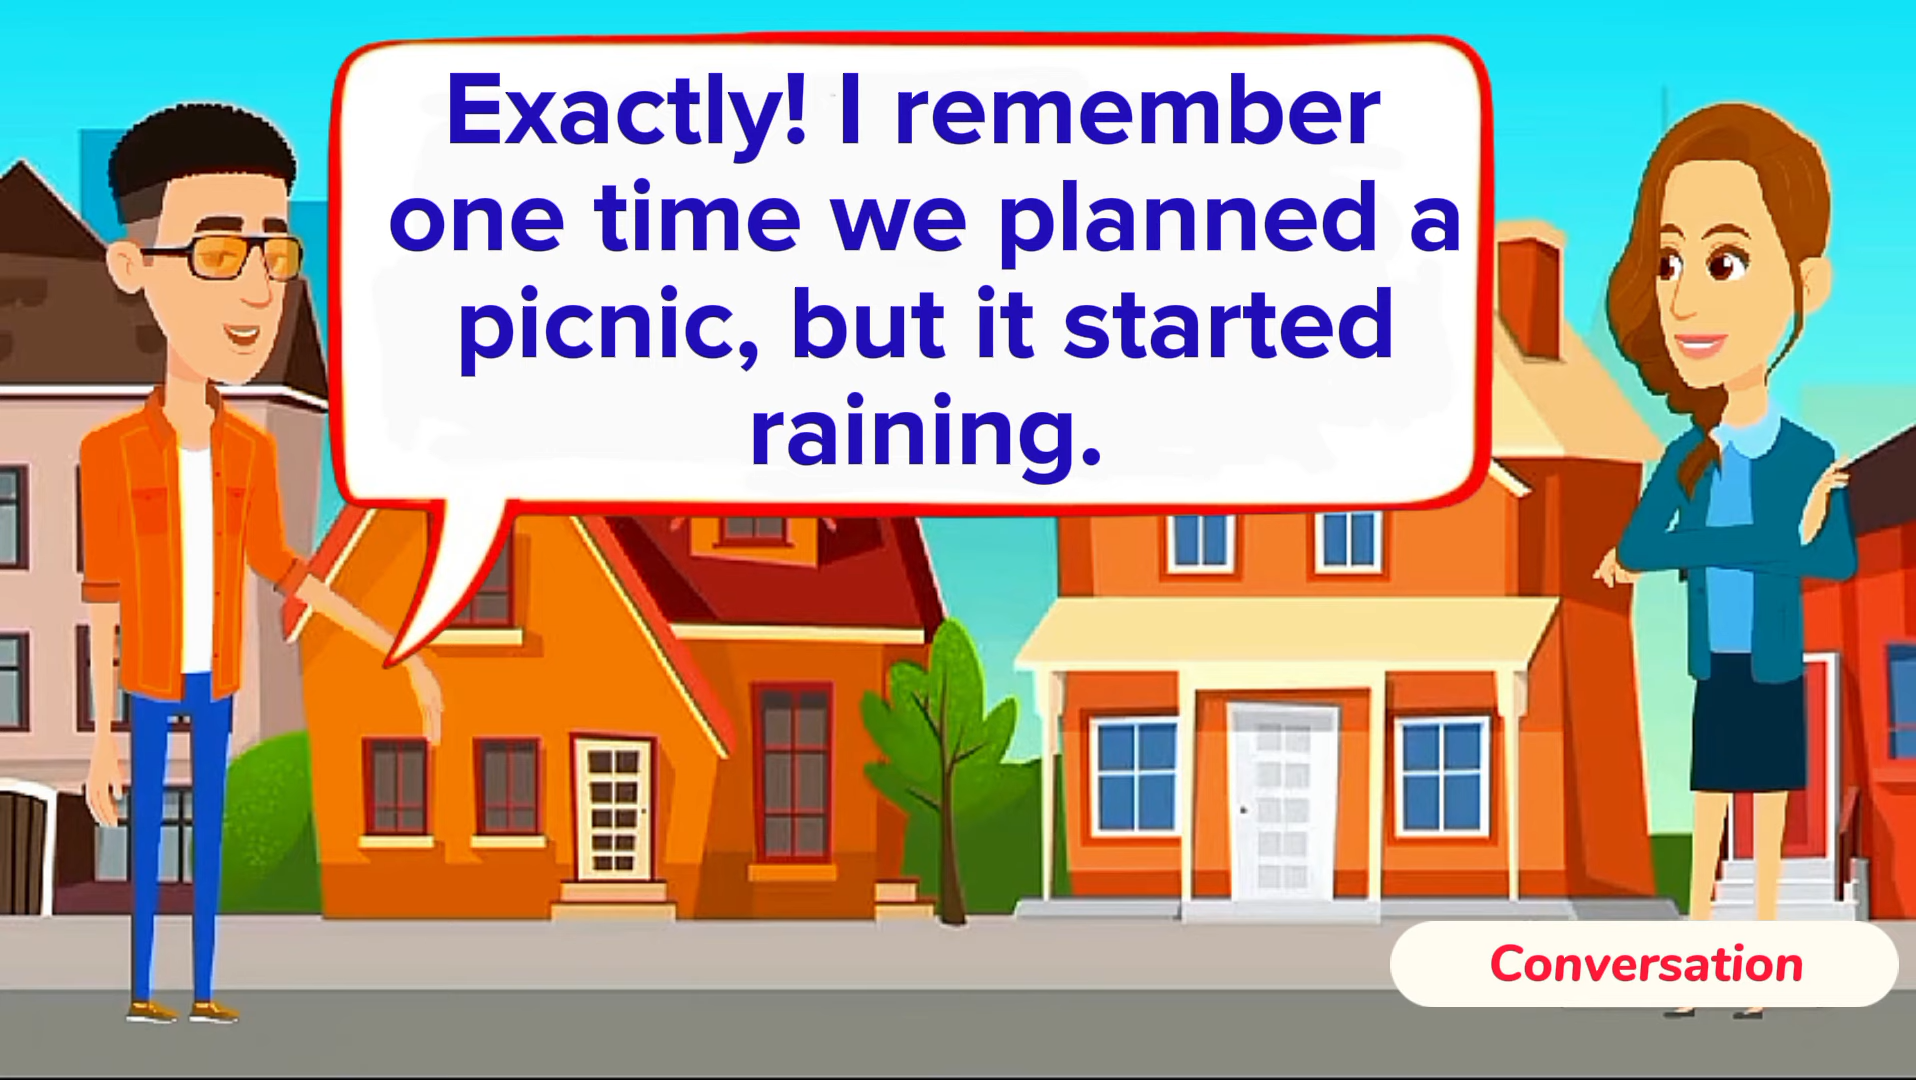 Exactly! I remember
one time we planned a
picnic, but it started
raining.
Conversation